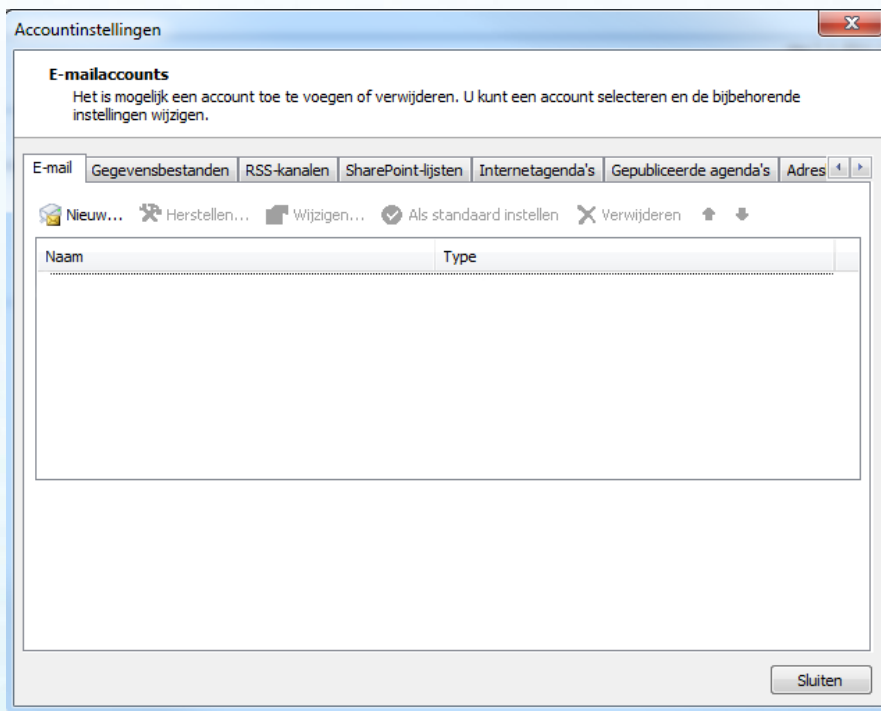 Accountinstellingen
E-mailaccounts
Het is mogelijk een account toe te voegen of verwijderen. U kunt een account selecteren en de bijbehorende
instellingen wijzigen.
E-mail Gegevensbestanden RSS-kanalen SharePoint-lijsten Internetagenda's Gepubliceerde agenda's Adres
Nieuw... Herstellen... Wijzigen... Als standaard instellen Verwijderen
Naam Type
Sluiten